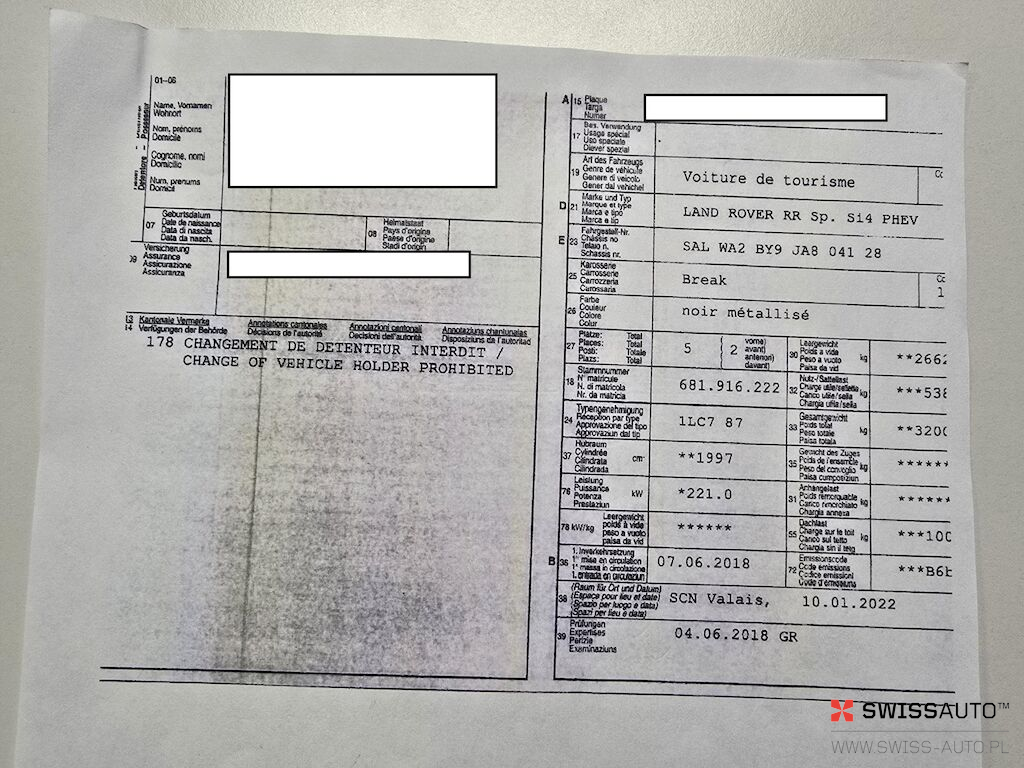 01-06
Name, Vornamen
Wohnort
Nom, prénoms
Domicile
Cognome, nomi
Domicilio
Num, prenums
Domicil
Detentore
07
Geburtsdatum
Date de naissance
Data di nascita
Data da nasch.
08
Heimatstaat
Pays d'origine
Paese d'origine
Stadi d'origin
09
Versicherung
Assurance
Assicurazione
Assicuranza
13 Kantonale Vermerke Annotations cantonales Annotazioni cantonali Annotaziuns chantunalas
14 Verfügungen der Behörde Décisions de l'autorité Decisioni dell'autorità Disposiziuns da l'autoritad
178 CHANGEMENT DE DETENTEUR INTERDIT /
CHANGE OF VEHICLE HOLDER PROHIBITED
A 15
Plaque
Targa
Numer
17
Bes. Verwendung
Usage spécial
Uso speciale
Diever spezial
19
Art des Fahrzeugs
Genre de véhicule
Genere di veicolo
Gener dal vehichel
Voiture de tourisme
D 21
Marke und Typ
Marque et type
Marca e tipo
Marca e tip
LAND ROVER RR Sp. Si4 PHEV
E 23
Fahrgestell-Nr.
Châssis no
Telaio n.
Schassis nr.
SAL WA2 BY9 JA8 041 28
25
Karosserie
Carrosserie
Carrozzeria
Carossaria
Break
1
26
Farbe
Couleur
Colore
Colur
noir métallisé
27
Plätze: Total
Places: Total
Posti: Totale
Plazs: Total
5
2
vorne)
avant)
anteriori)
davant)
30
Leergewicht
Poids à vide
Peso a vuoto
Paisa da vid
kg
**2662
18
Stammnummer
N° matricule
N. di matricola
Nr. da matricla
681.916.222
32
Nutz-/Sattellast
Charge utile/sellette
Carico utile/sella
Chargia utila/sella
kg
***538
24
Typengenehmigung
Réception par type
Approvazione del tipo
Approvaziun dal tip
1LC7 87
33
Gesamtgewicht
Poids total
Peso totale
Paisa totala
kg
**3200
37
Hubraum
Cylindrée
Cilindrata
Cilindrada
cm³
**1997
35
Gewicht des Zuges
Poids de l'ensemble
Peso del convoglio
Paisa cumposiziun
kg
******
76
Leistung
Puissance
Potenza
Prestaziun
kW
*221.0
31
Anhängelast
Poids remorquable
Carico rimorchiato
Chargia annexa
kg
******
78 kW/kg
Leergewicht
poids à vide
peso a vuoto
paisa da vid
******
55
Dachlast
Charge sur le toit
Carico sul tetto
Chargia sin il tetg
kg
***100
B 36
1. Inverkehrsetzung
1re mise en circulation
1a messa in circolazione
1. entrada en circulaziun
07.06.2018
72
Emissionscode
Code émissions
Codice emissioni
Code d'emissiuns
***B6b
38
(Raum für Ort und Datum)
(Espace pour lieu et date)
(Spazio per luogo e data)
(Spazi per lieu e data)
SCN Valais, 10.01.2022
39
Prüfungen
Expertises
Perizie
Examinaziuns
04.06.2018 GR
SWISSAUTO™
WWW.SWISS-AUTO.PL